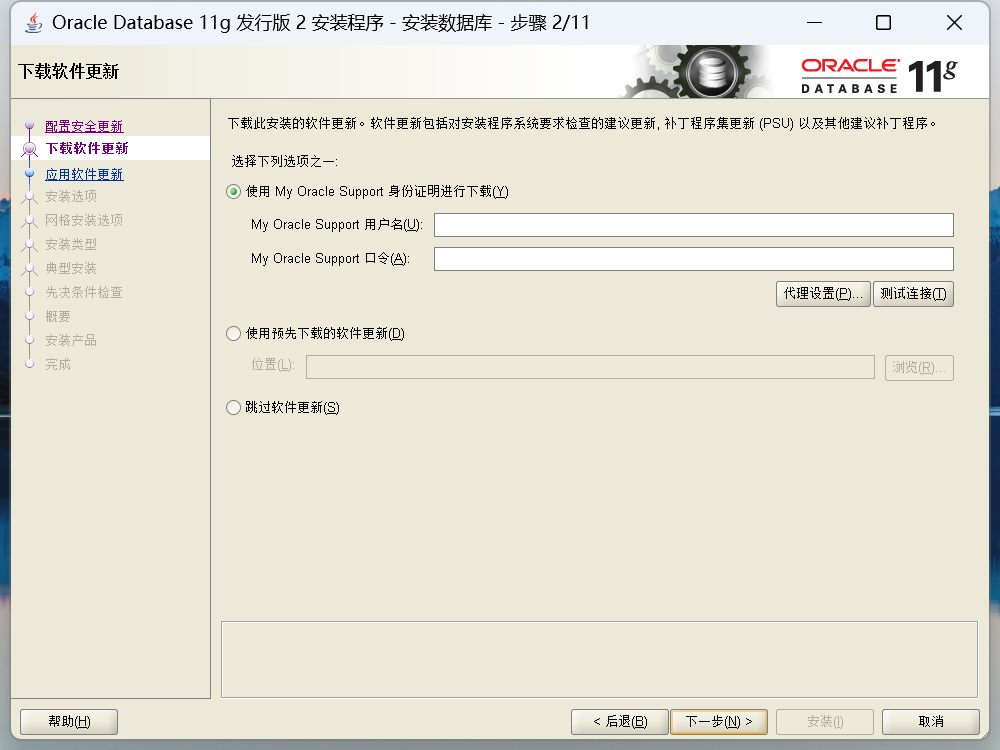 Oracle Database 11g 发行版 2 安装程序 - 安装数据库 - 步骤 2/11
下载软件更新
ORACLE
DATABASE 11g
配置安全更新
下载软件更新
应用软件更新
安装选项
网格安装选项
安装类型
典型安装
先决条件检查
概要
安装产品
完成
下载此安装的软件更新。软件更新包括对安装程序系统要求检查的建议更新, 补丁程序集更新 (PSU) 以及其他建议补丁程序。
选择下列选项之一:
使用 My Oracle Support 身份证明进行下载(Y)
My Oracle Support 用户名(U):
My Oracle Support 口令(A):
代理设置(P)... 测试连接(T)
使用预先下载的软件更新(D)
位置(L): 浏览(R)...
跳过软件更新(S)
帮助(H) < 后退(B) 下一步(N) > 安装(I) 取消